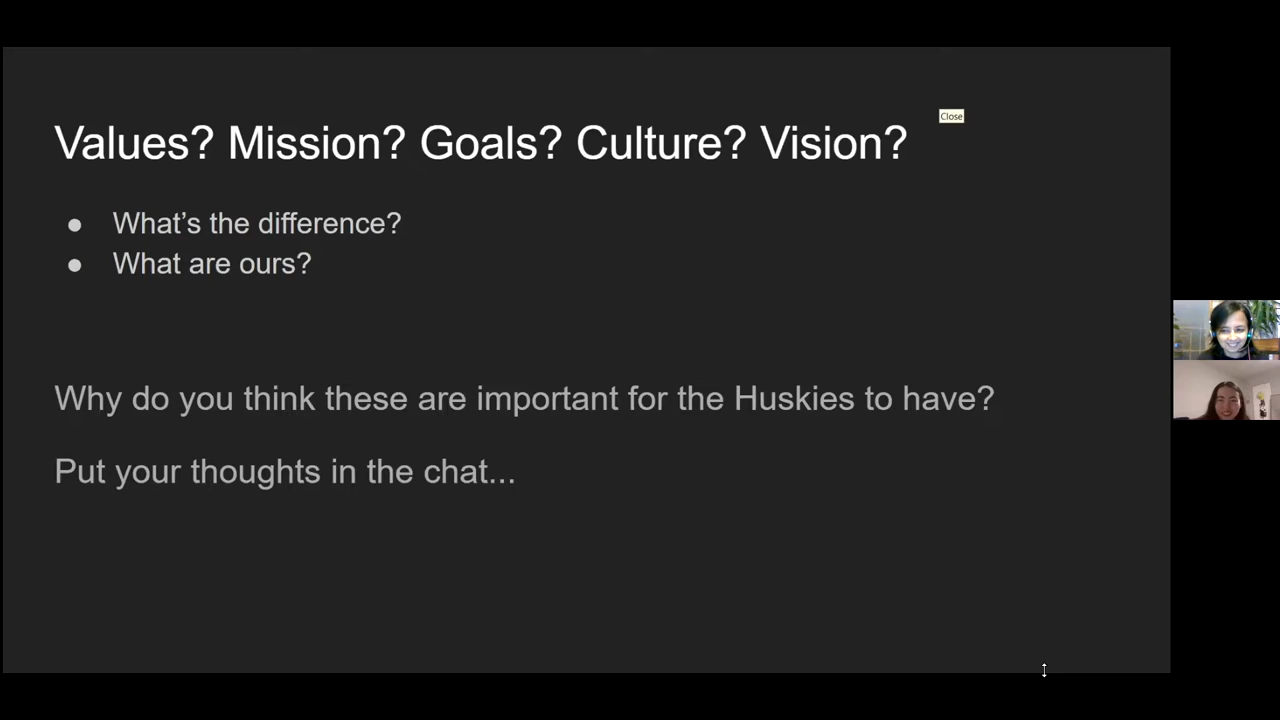 Close
Values? Mission? Goals? Culture? Vision?
● What’s the difference?
● What are ours?
Why do you think these are important for the Huskies to have?
Put your thoughts in the chat...